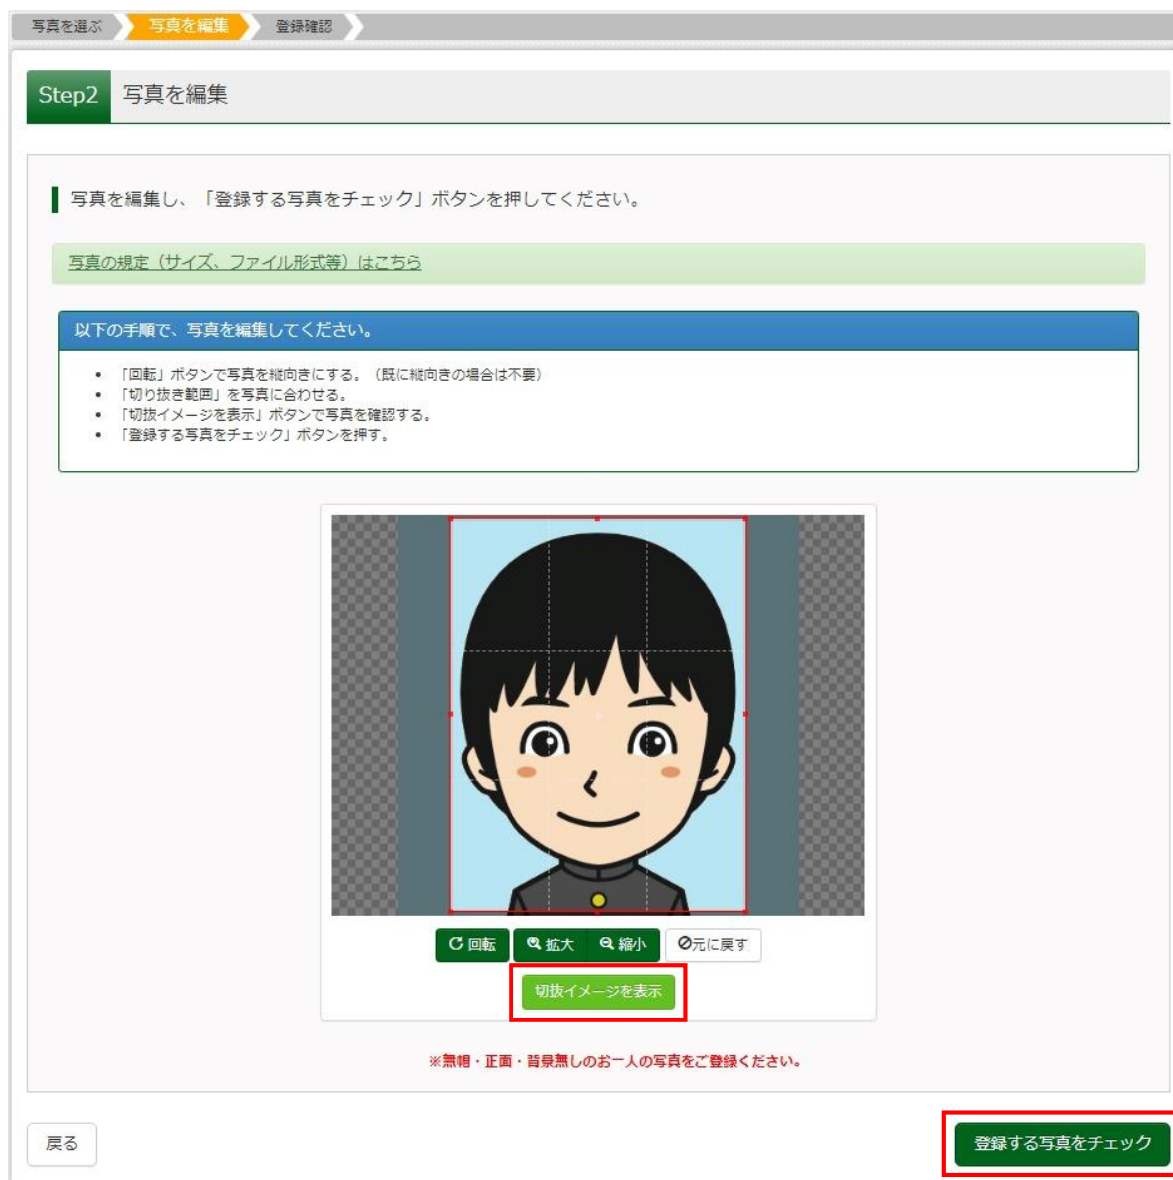 写真を選ぶ 写真を編集 登録確認
Step2 写真を編集
写真を編集し、「登録する写真をチェック」ボタンを押してください。
写真の規定（サイズ、ファイル形式等）はこちら
以下の手順で、写真を編集してください。
• 「回転」ボタンで写真を縦向きにする。（既に縦向きの場合は不要）
• 「切り抜き範囲」を写真に合わせる。
• 「切抜イメージを表示」ボタンで写真を確認する。
• 「登録する写真をチェック」ボタンを押す。
回転 拡大 縮小 元に戻す
切抜イメージを表示
※無帽・正面・背景無しのお一人の写真をご登録ください。
戻る 登録する写真をチェック